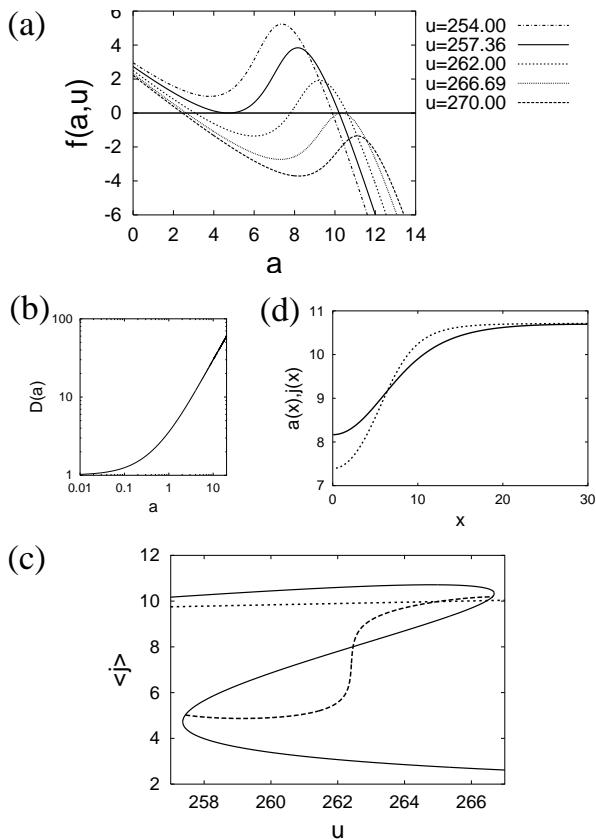 (a)
f(a,u)
6
4
2
0
-2
-4
-6
0 2 4 6 8 10 12 14
a
u=254.00
u=257.36
u=262.00
u=266.69
u=270.00
(b)
D(a)
100
10
1
0.01 0.1 1 10
a
(d)
a(x),j(x)
11
10
9
8
7
0 10 20 30
x
(c)
<j>
12
10
8
6
4
2
258 260 262 264 266
u